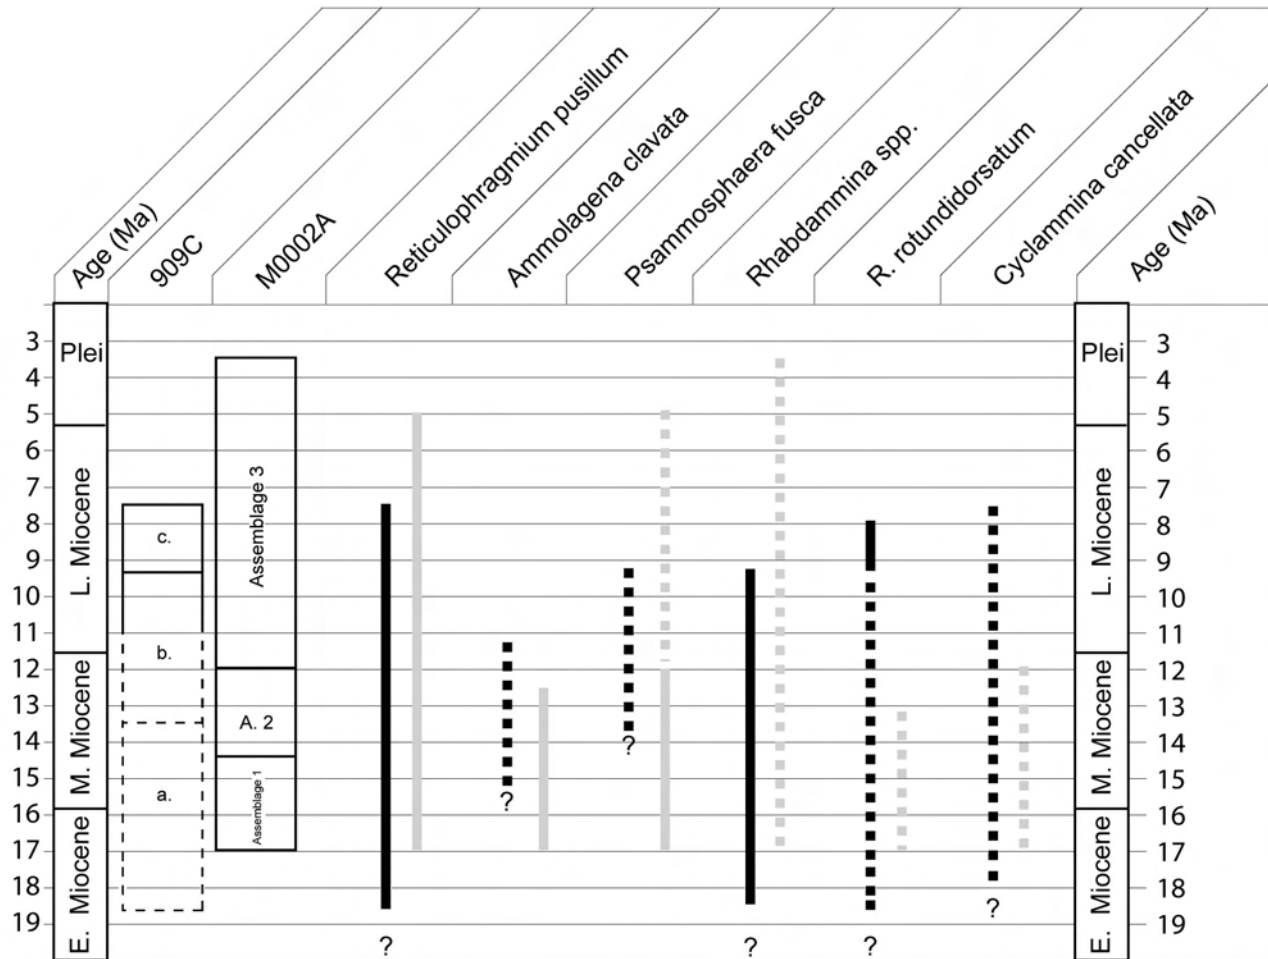 Age (Ma)
909C
M0002A
Reticulophragmium pusillum
Ammolagena clavata
Psammosphaera fusca
Rhabdammina spp.
R. rotundidorsatum
Cyclammina cancellata
Age (Ma)
3
4
5
6
7
8
9
10
11
12
13
14
15
16
17
18
19
Plei
L. Miocene
M. Miocene
E. Miocene
c.
b.
a.
Assemblage 3
A. 2
Assemblage 1
?
?
?
?
?
?
Plei
L. Miocene
M. Miocene
E. Miocene
3
4
5
6
7
8
9
10
11
12
13
14
15
16
17
18
19